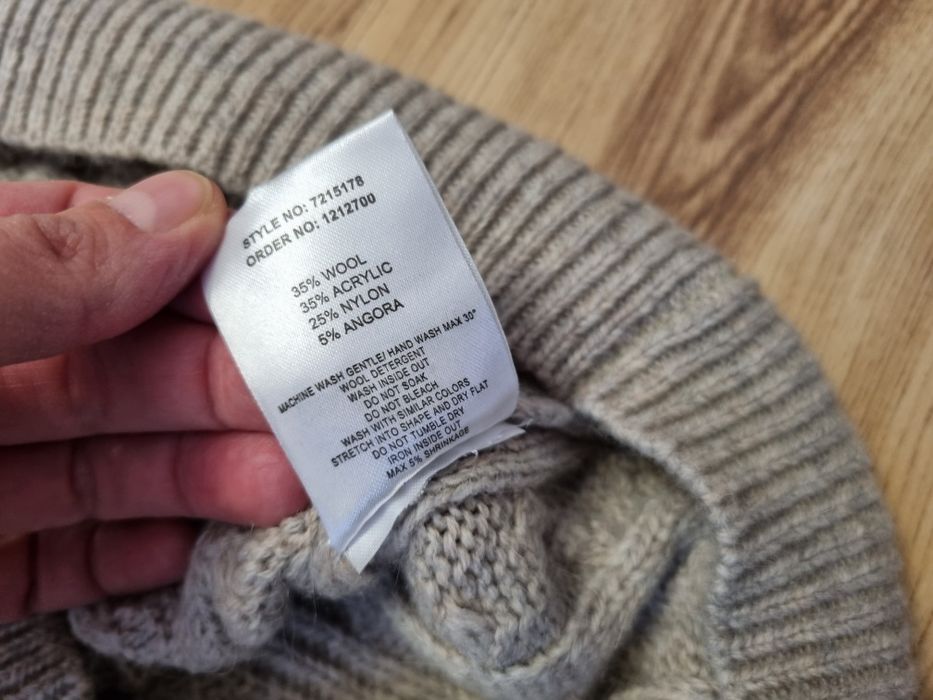 STYLE NO: 7215178
ORDER NO: 1212700
35% WOOL
35% ACRYLIC
25% NYLON
5% ANGORA
MACHINE WASH GENTLE/ HAND WASH MAX 30°
WOOL DETERGENT
WASH INSIDE OUT
DO NOT SOAK
DO NOT BLEACH
WASH WITH SIMILAR COLORS
STRETCH INTO SHAPE AND DRY FLAT
DO NOT TUMBLE DRY
IRON INSIDE OUT
MAX 5% SHRINKAGE